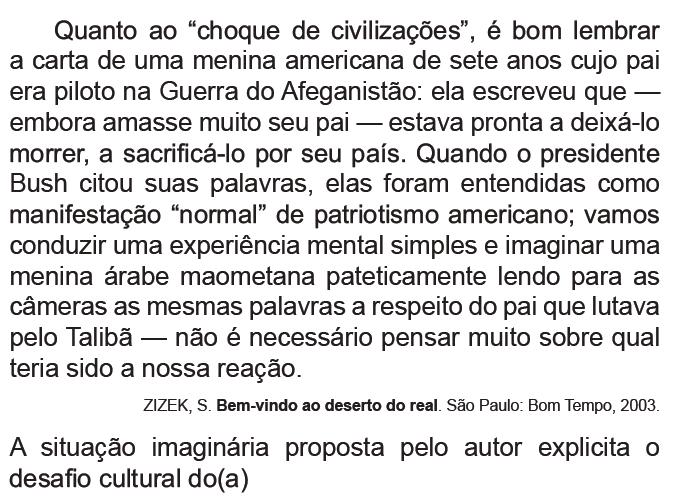 Quanto ao “choque de civilizações”, é bom lembrar
a carta de uma menina americana de sete anos cujo pai
era piloto na Guerra do Afeganistão: ela escreveu que —
embora amasse muito seu pai — estava pronta a deixá-lo
morrer, a sacrificá-lo por seu país. Quando o presidente
Bush citou suas palavras, elas foram entendidas como
manifestação “normal” de patriotismo americano; vamos
conduzir uma experiência mental simples e imaginar uma
menina árabe maometana pateticamente lendo para as
câmeras as mesmas palavras a respeito do pai que lutava
pelo Talibã — não é necessário pensar muito sobre qual
teria sido a nossa reação.
ZIZEK, S. Bem-vindo ao deserto do real. São Paulo: Bom Tempo, 2003.
A situação imaginária proposta pelo autor explicita o
desafio cultural do(a)